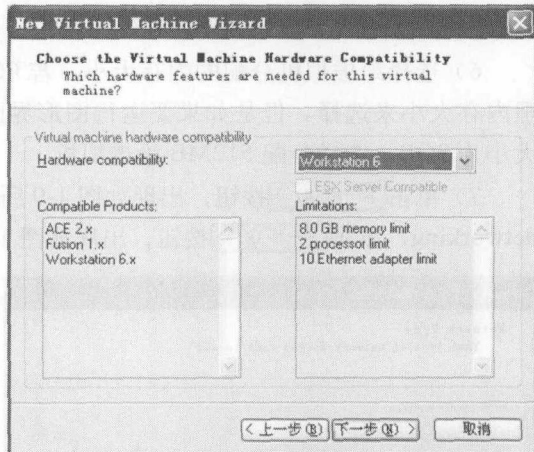 New Virtual Machine Wizard
Choose the Virtual Machine Hardware Compatibility
Which hardware features are needed for this virtual
machine?
Virtual machine hardware compatibility
Hardware compatibility:
Workstation 6
ESX Server Compatible
Compatible Products:
ACE 2.x
Fusion 1.x
Workstation 6.x
Limitations:
8.0 GB memory limit
2 processor limit
10 Ethernet adapter limit
< 上一步(B) 下一步(N) > 取消